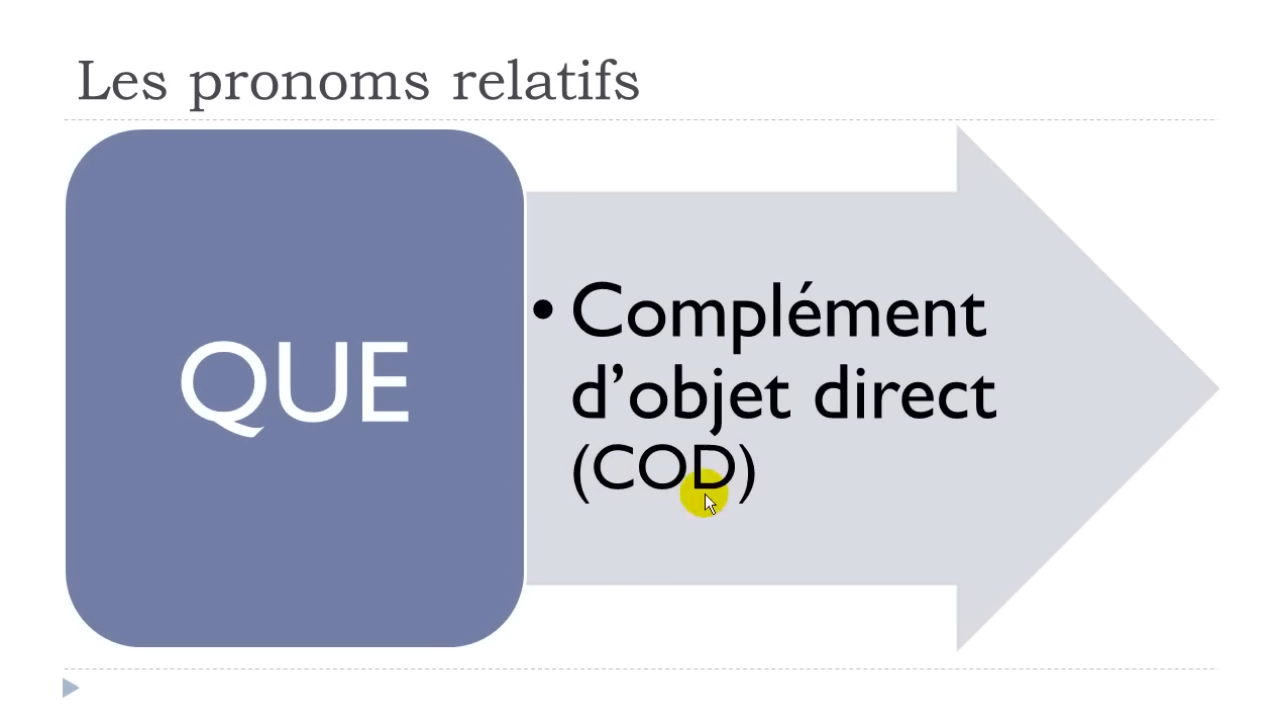 Les pronoms relatifs
QUE
• Complément
d’objet direct
(COD)